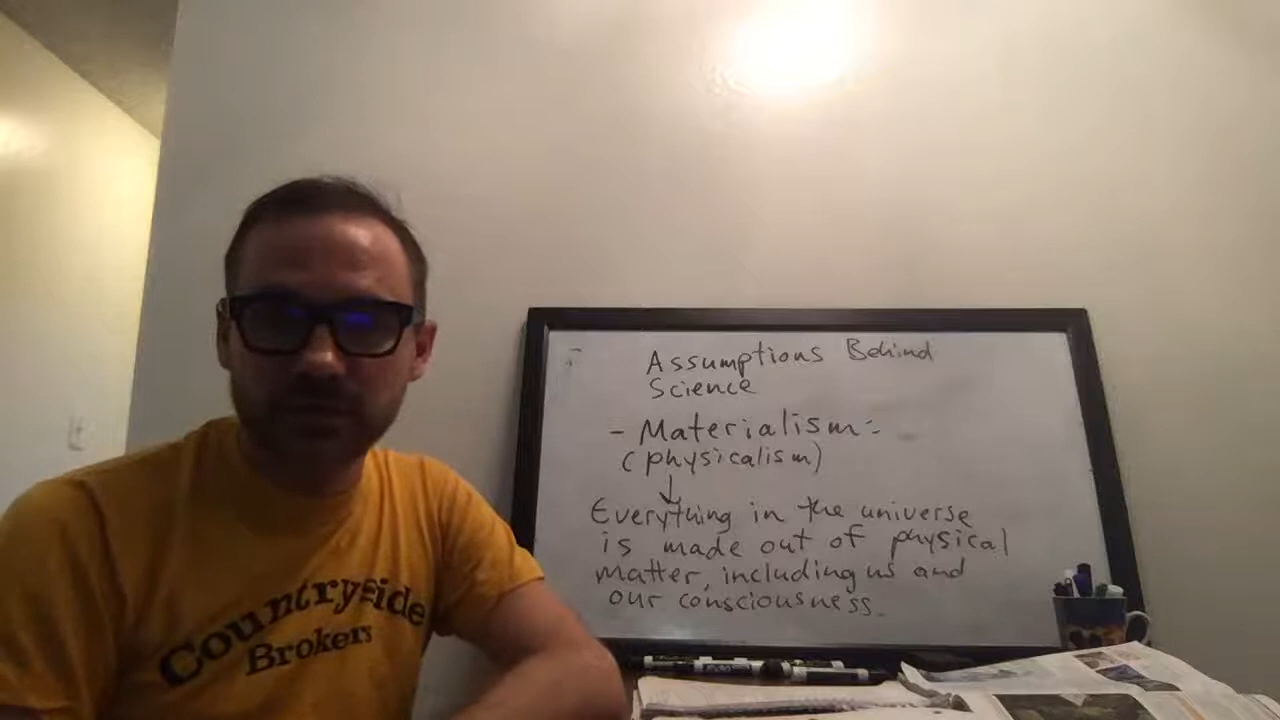 Assumptions Behind
Science
- Materialism:
(physicalism)
Everything in the universe
is made out of physical
matter, including us and
our consciousness.
Countryside
Brokers